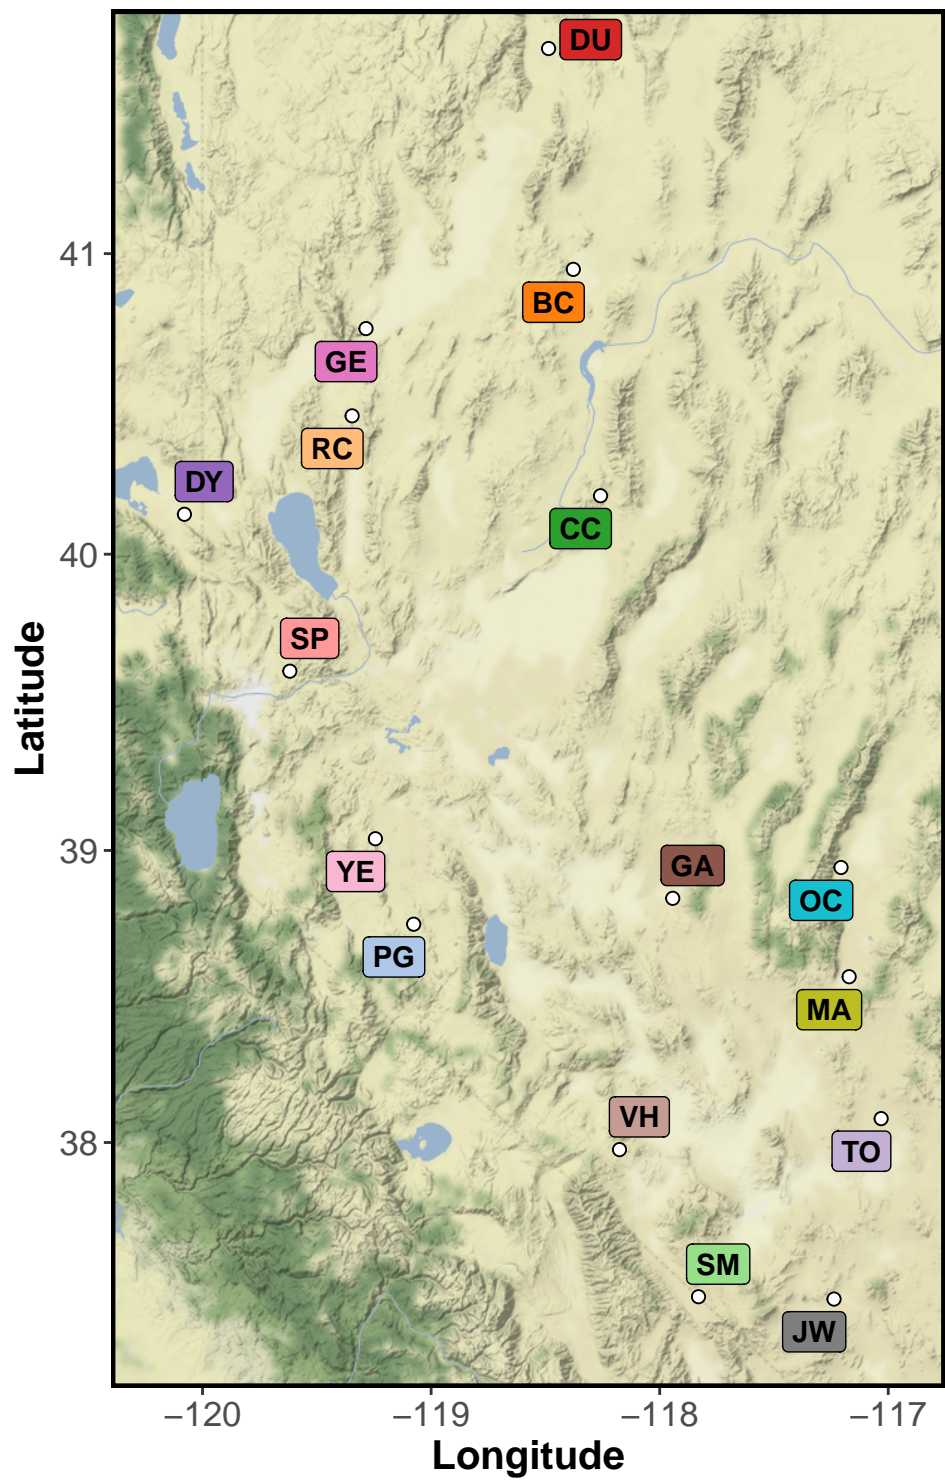 DU
41
BC
GE
RC
DY
CC
40
SP
39
YE
GA
OC
PG
MA
VH
38
TO
SM
JW
Latitude
−120
−119
−118
−117
Longitude